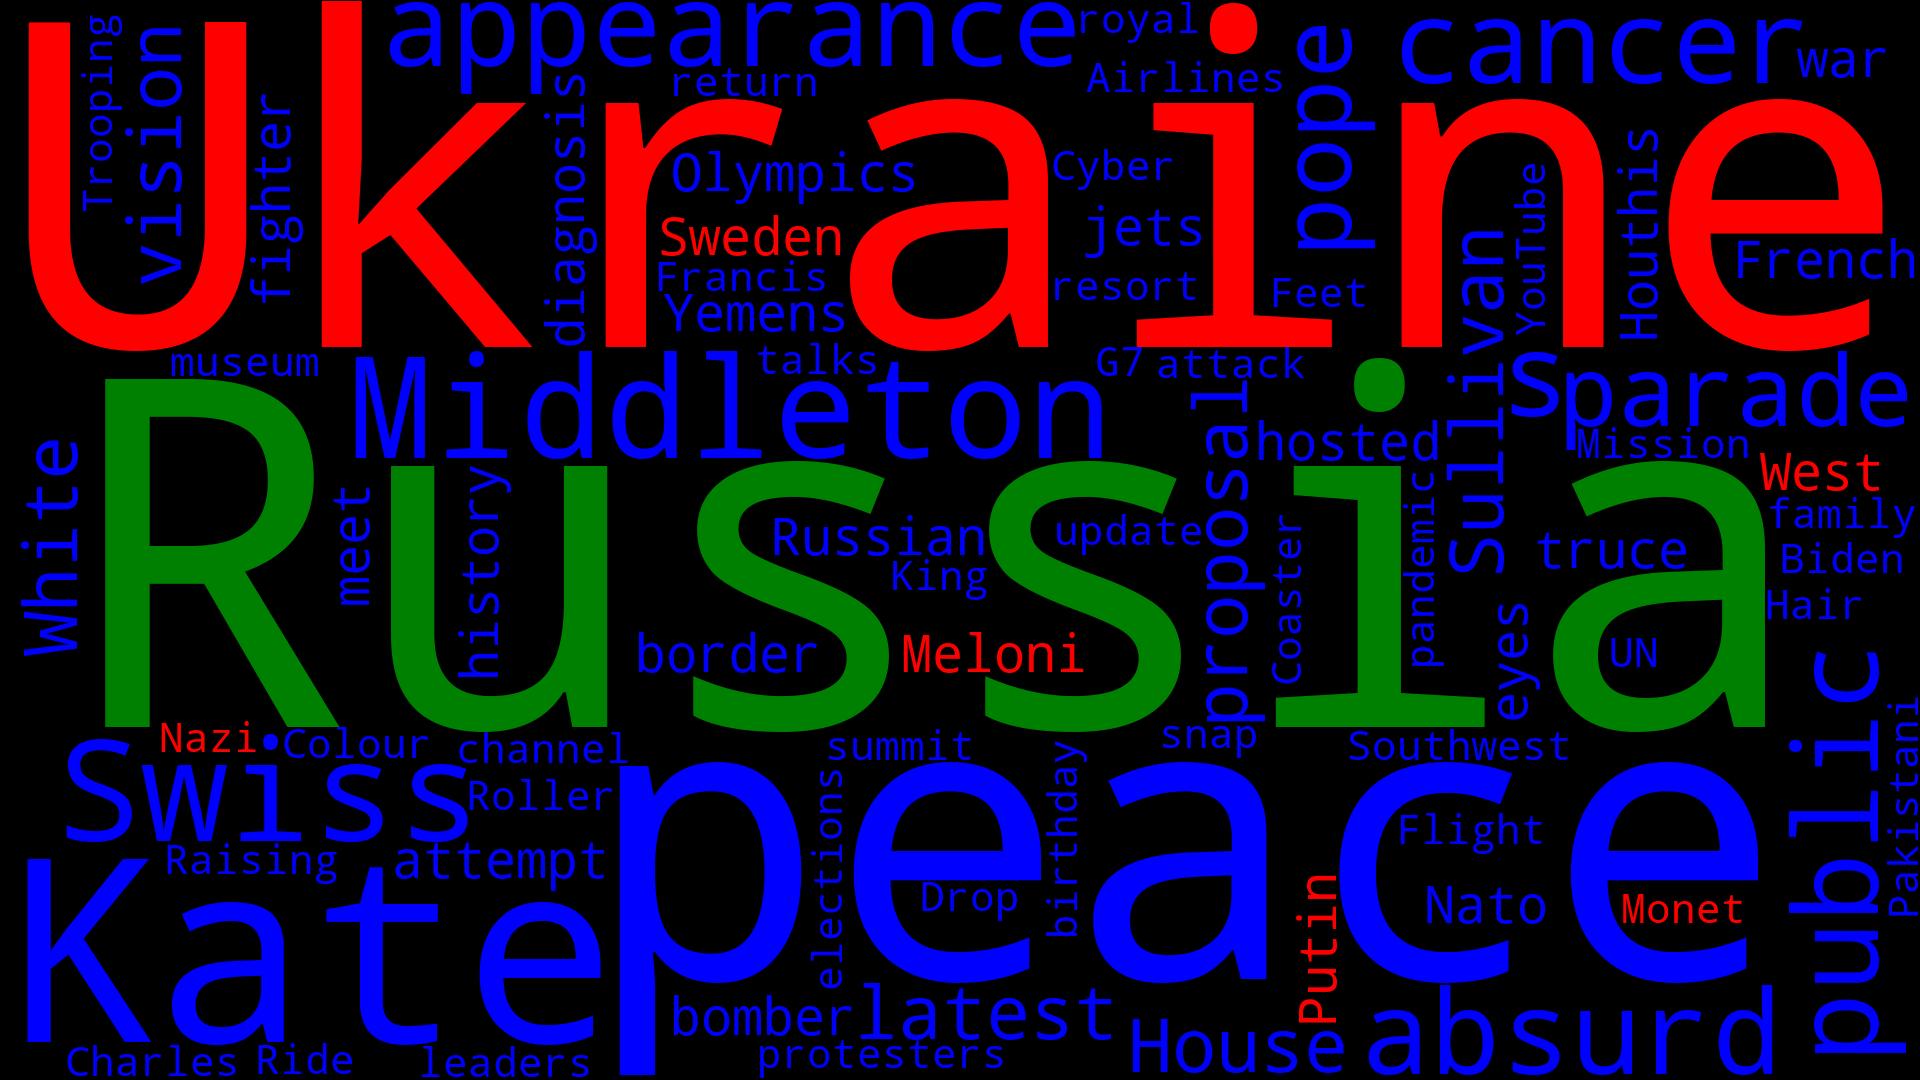 Ukraine
appearance
royal
cancer
war
Trooping
vision
fighter
return
Airlines
pope
diagnosis
Olympics
Cyber
Sweden
jets
Francis
resort
Feet
Yemens
YouTube
Houthis
French
museum
Middleton
talks
G7
attack
Sullivan
s
parade
Russia
White
meet
history
hosted
Mission
West
proposal
Russian
update
King
Coaster
pandemic
truce
family
Biden
Hair
border
Meloni
eyes
UN
Nazi
Colour
channel
summit
snap
Southwest
Swiss
Roller
peace
public
Pakistani
Raising
attempt
elections
birthday
Flight
Kate
Drop
Putin
Nato
Monet
bomber
latest
protesters
House
absurd
Charles
Ride
leaders